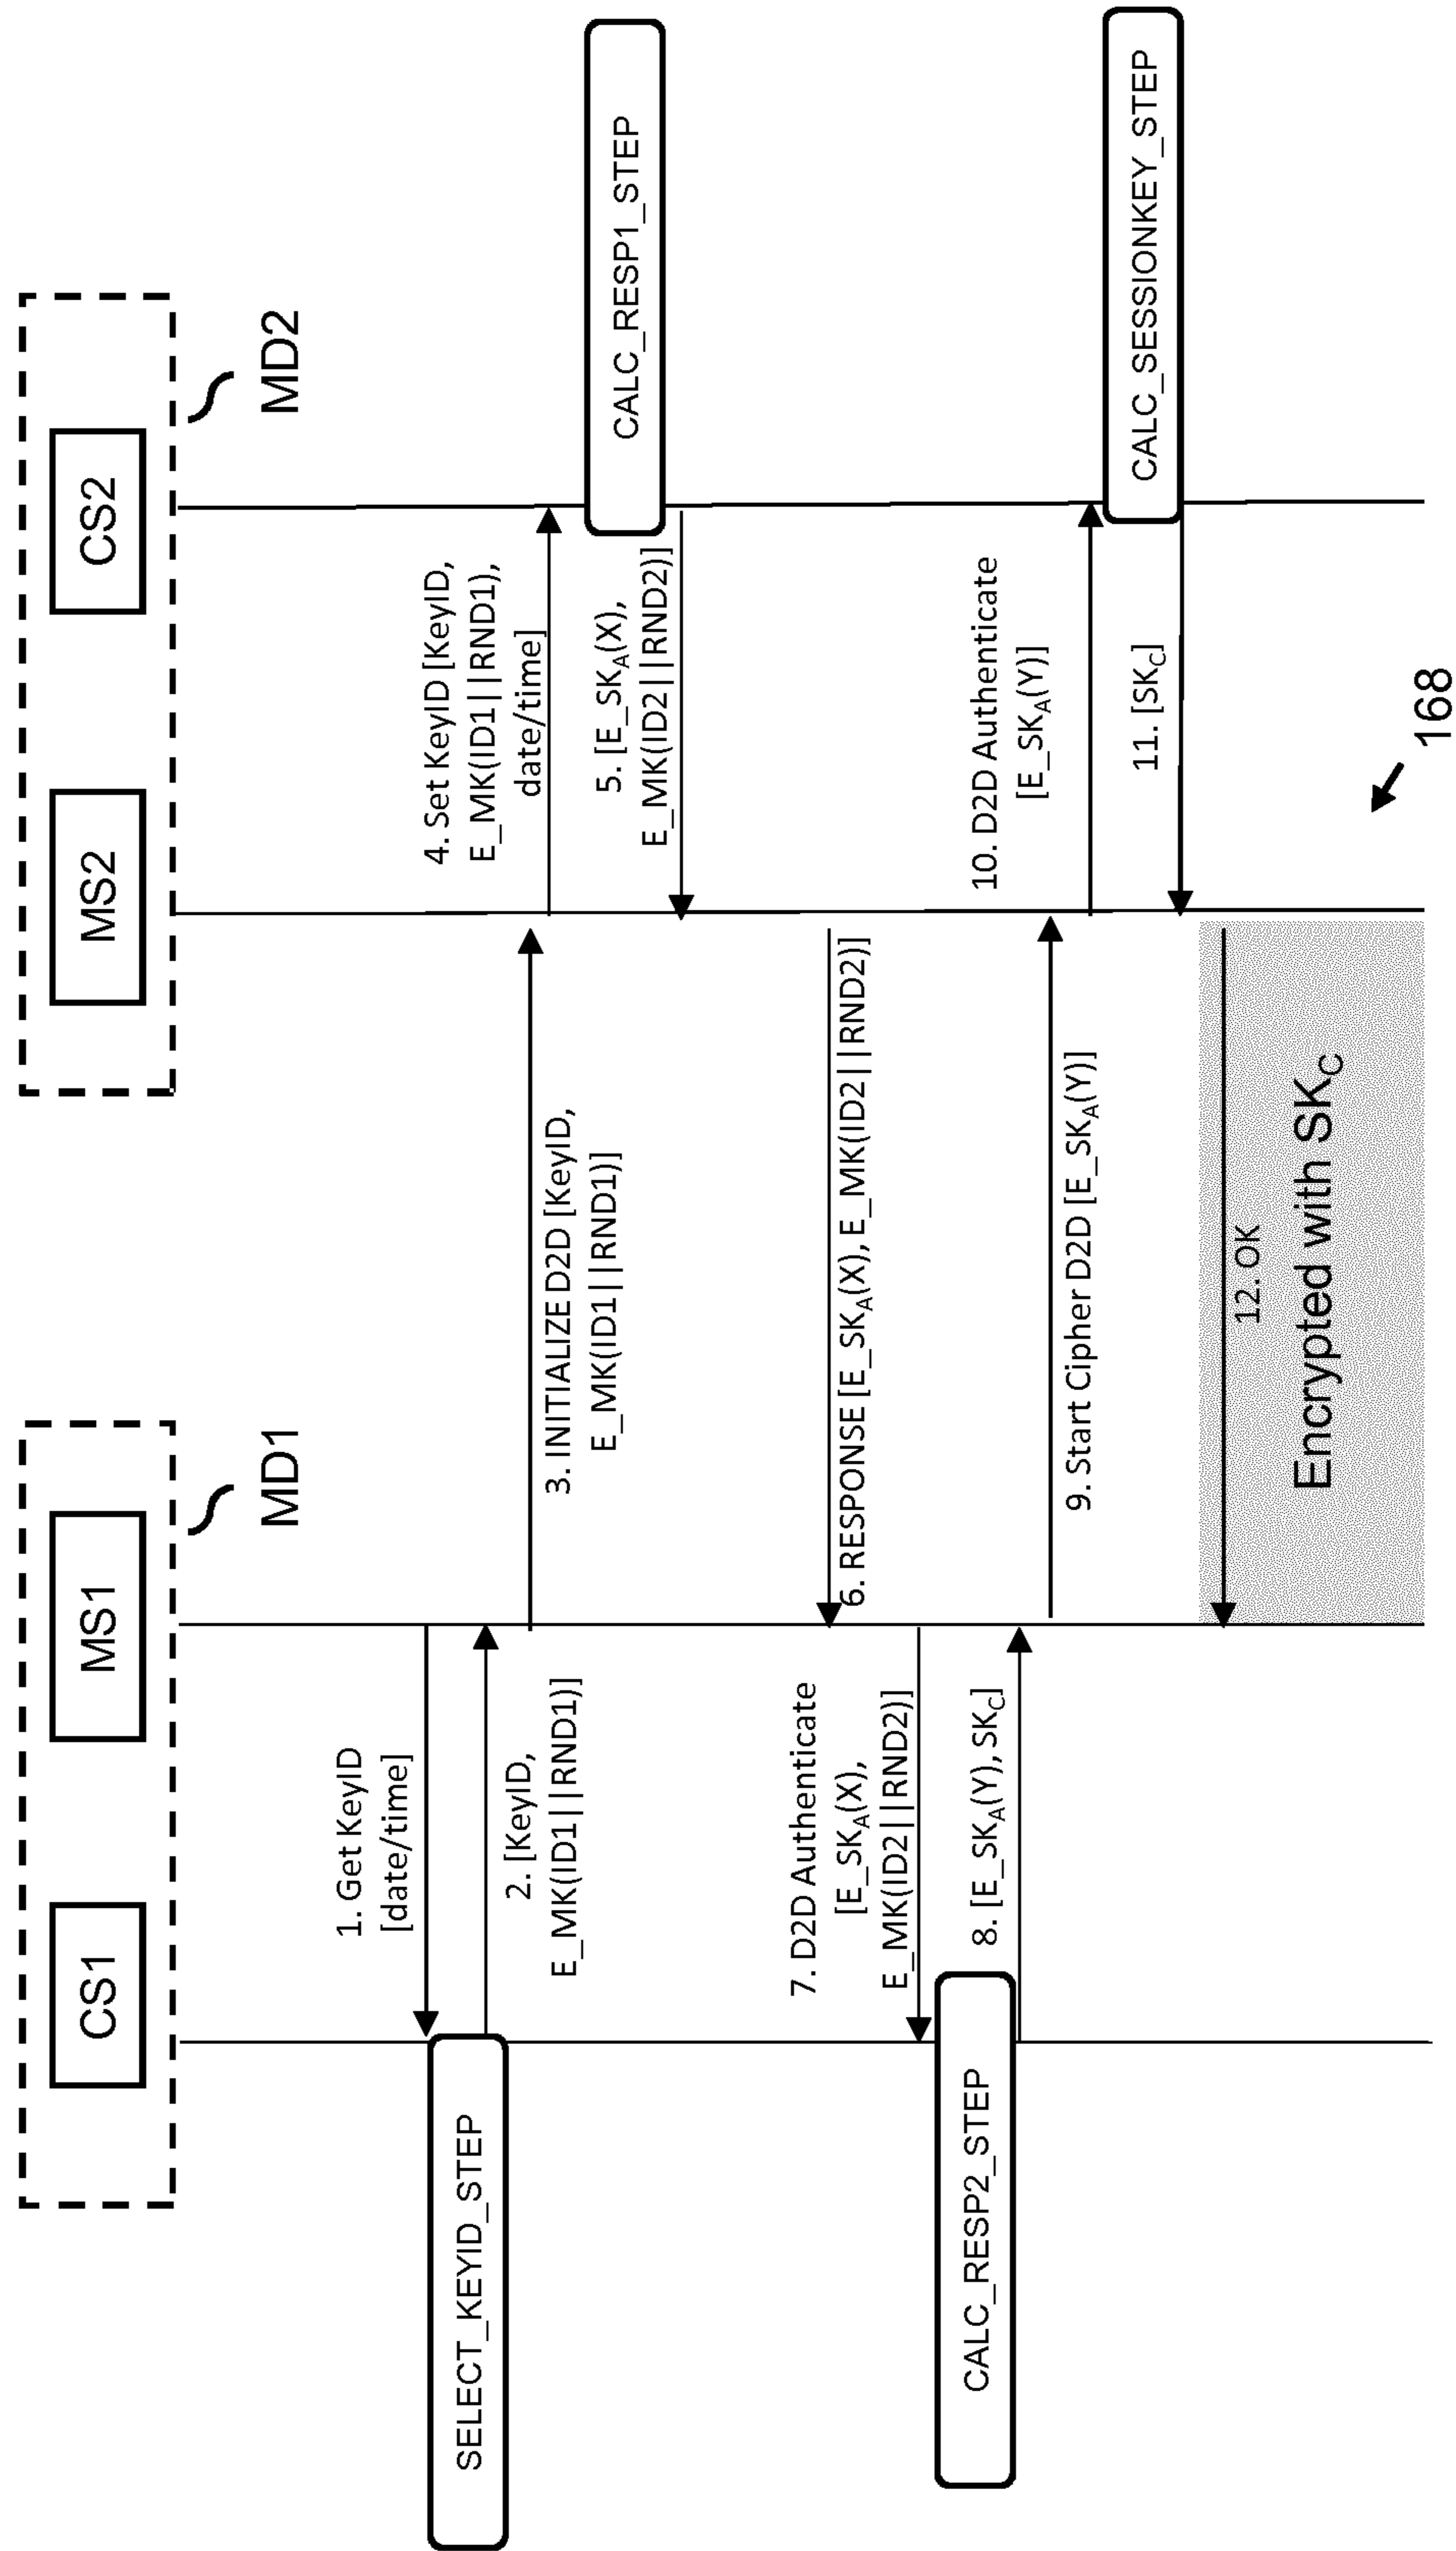 CS1
MS1
MS2
CS2
MD1
MD2
1. Get KeyID
[date/time]
SELECT_KEYID_STEP
2. [KeyID,
E_MK(ID1||RND1)]
3. INITIALIZE D2D [KeyID,
E_MK(ID1||RND1)]
4. Set KeyID [KeyID,
E_MK(ID1||RND1),
date/time]
CALC_RESP1_STEP
5. [E_SKA(X),
E_MK(ID2||RND2)]
6. RESPONSE [E_SKA(X), E_MK(ID2||RND2)]
7. D2D Authenticate
[E_SKA(X),
E_MK(ID2||RND2)]
CALC_RESP2_STEP
8. [E_SKA(Y), SKC]
9. Start Cipher D2D [E_SKA(Y)]
10. D2D Authenticate
[E_SKA(Y)]
CALC_SESSIONKEY_STEP
11. [SKC]
12. OK
Encrypted with SKC
168